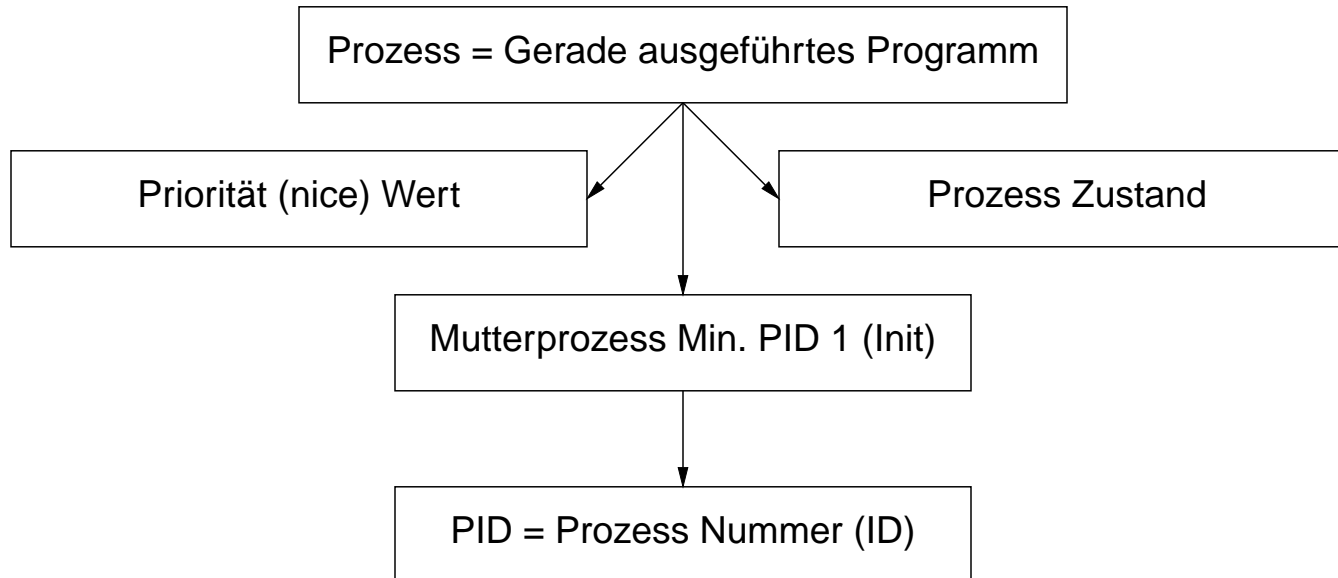 Prozess = Gerade ausgeführtes Programm
Priorität (nice) Wert
Prozess Zustand
Mutterprozess Min. PID 1 (Init)
PID = Prozess Nummer (ID)